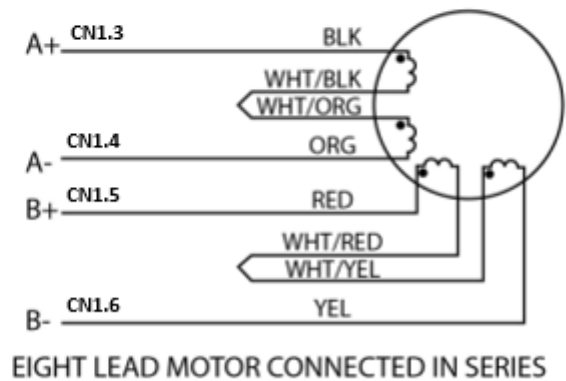 A+ CN1.3 BLK
WHT/BLK
WHT/ORG
A- CN1.4 ORG
B+ CN1.5 RED
WHT/RED
WHT/YEL
B- CN1.6 YEL
EIGHT LEAD MOTOR CONNECTED IN SERIES